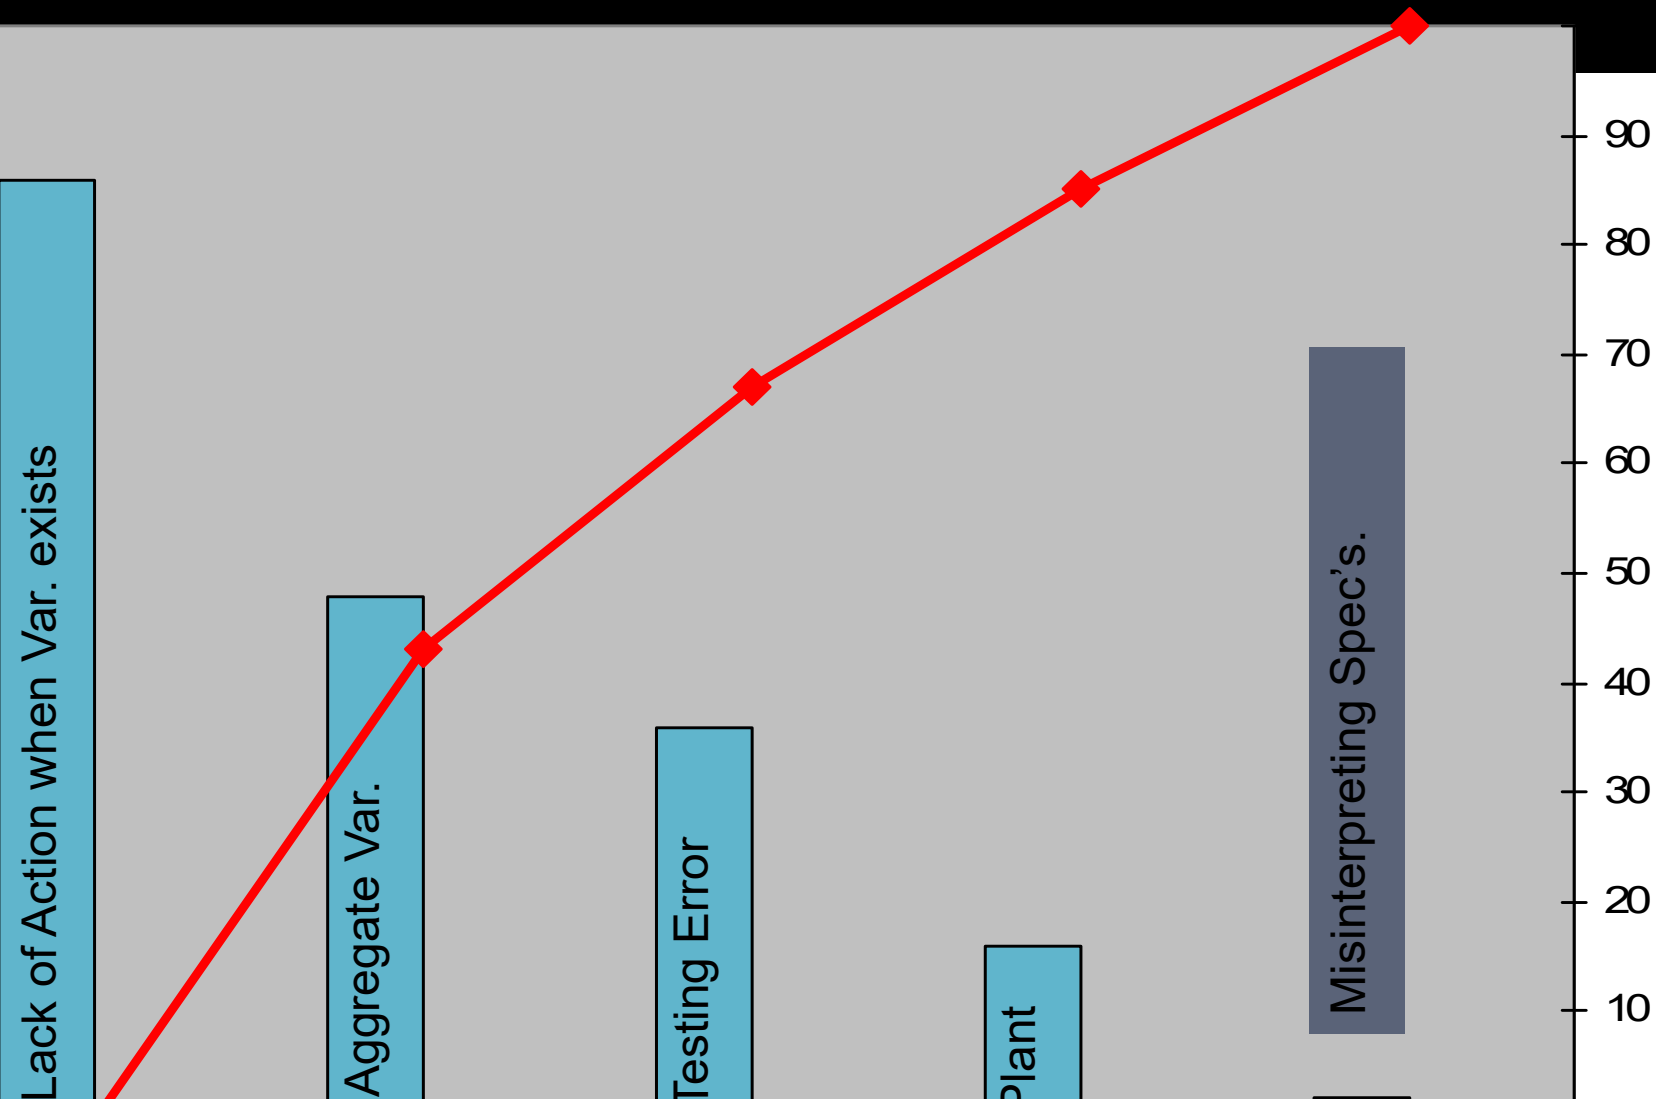 Lack of Action when Var. exists
Aggregate Var.
Testing Error
Plant
Misinterpreting Spec’s.
90
80
70
60
50
40
30
20
10